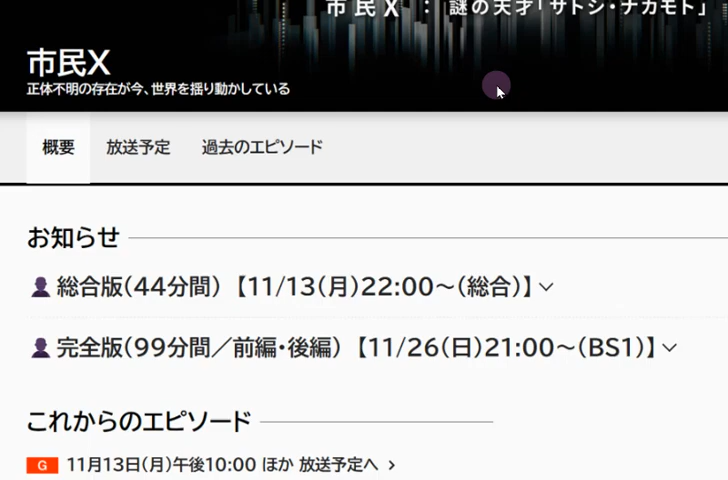 市民X : 謎の天才「サトシ・ナカモト」
市民X
正体不明の存在が今、世界を揺り動かしている
概要 放送予定 過去のエピソード
お知らせ
総合版(44分間)【11/13(月)22:00〜(総合)】
完全版(99分間/前編・後編)【11/26(日)21:00〜(BS1)】
これからのエピソード
G 11月13日(月)午後10:00 ほか 放送予定へ